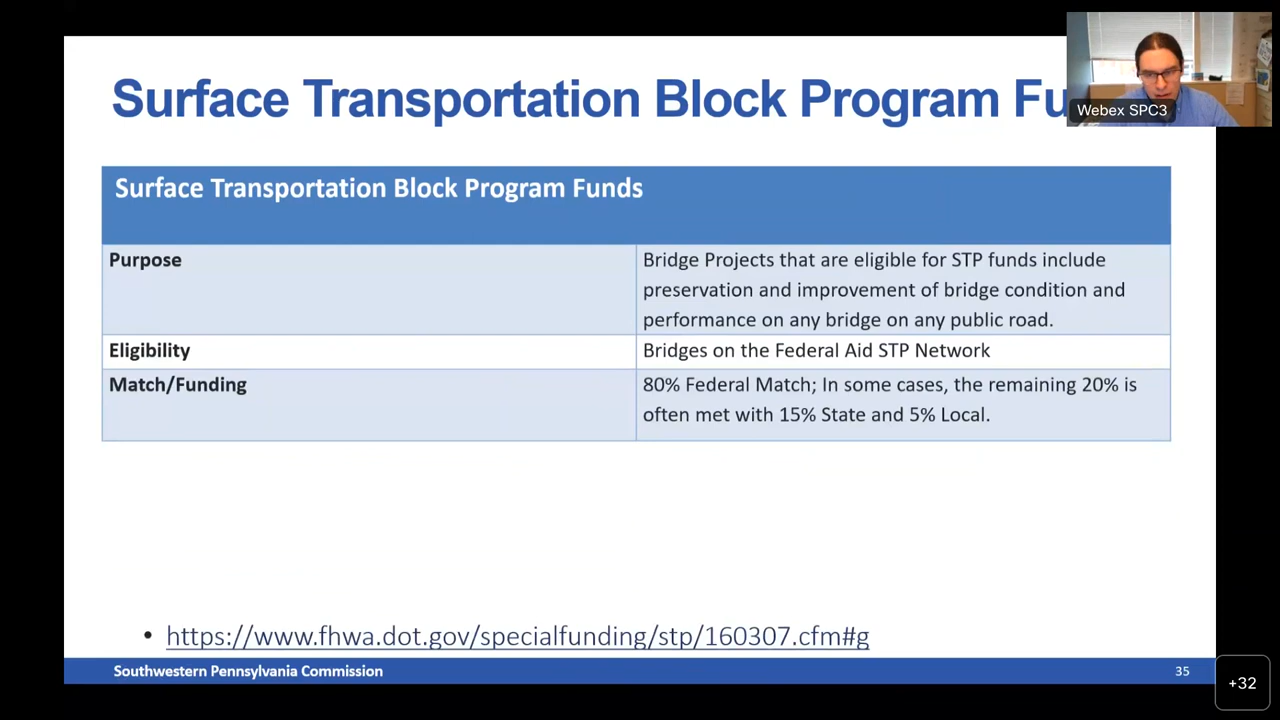 Surface Transportation Block Program Fu
Webex SPC3
Surface Transportation Block Program Funds
Purpose
Bridge Projects that are eligible for STP funds include
preservation and improvement of bridge condition and
performance on any bridge on any public road.
Eligibility
Bridges on the Federal Aid STP Network
Match/Funding
80% Federal Match; In some cases, the remaining 20% is
often met with 15% State and 5% Local.
• https://www.fhwa.dot.gov/specialfunding/stp/160307.cfm#g
Southwestern Pennsylvania Commission
35
+32